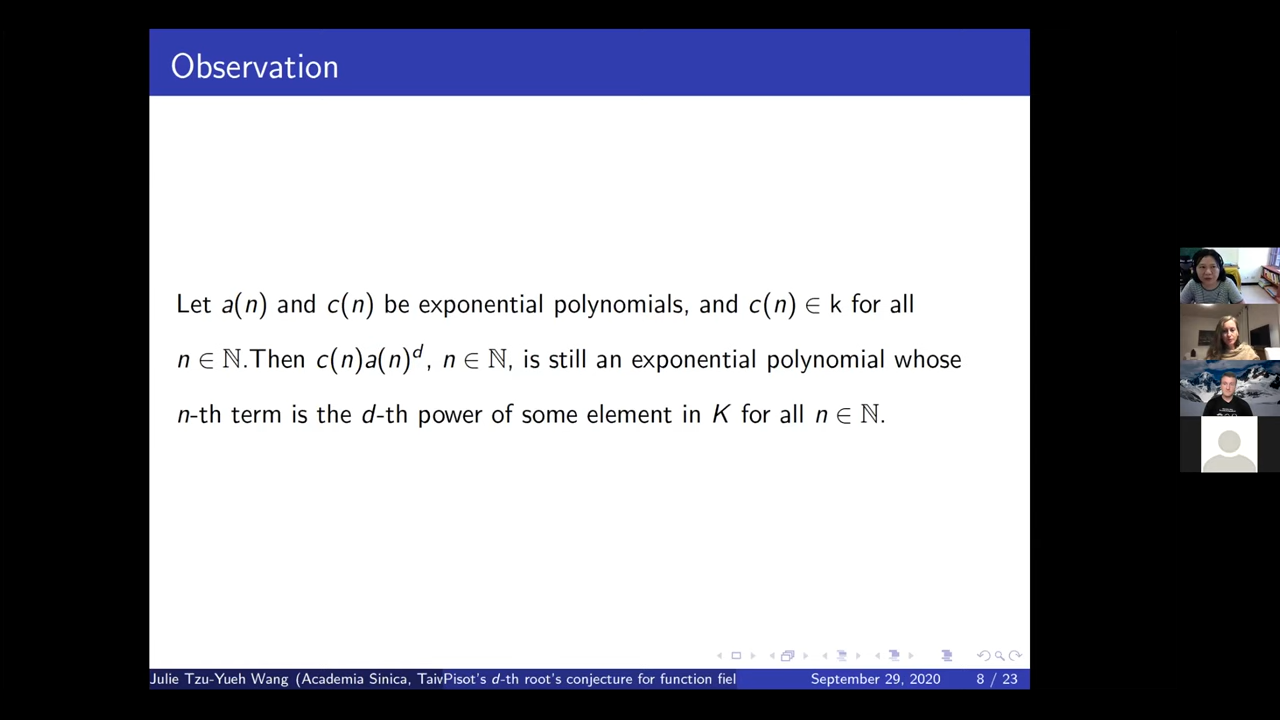 Observation
Let a(n) and c(n) be exponential polynomials, and c(n) ∈ k for all
n ∈ ℕ.Then c(n)a(n)^d, n ∈ ℕ, is still an exponential polynomial whose
n-th term is the d-th power of some element in K for all n ∈ ℕ.
Julie Tzu-Yueh Wang (Academia Sinica, Taiv Pisot's d-th root's conjecture for function fiel September 29, 2020 8 / 23